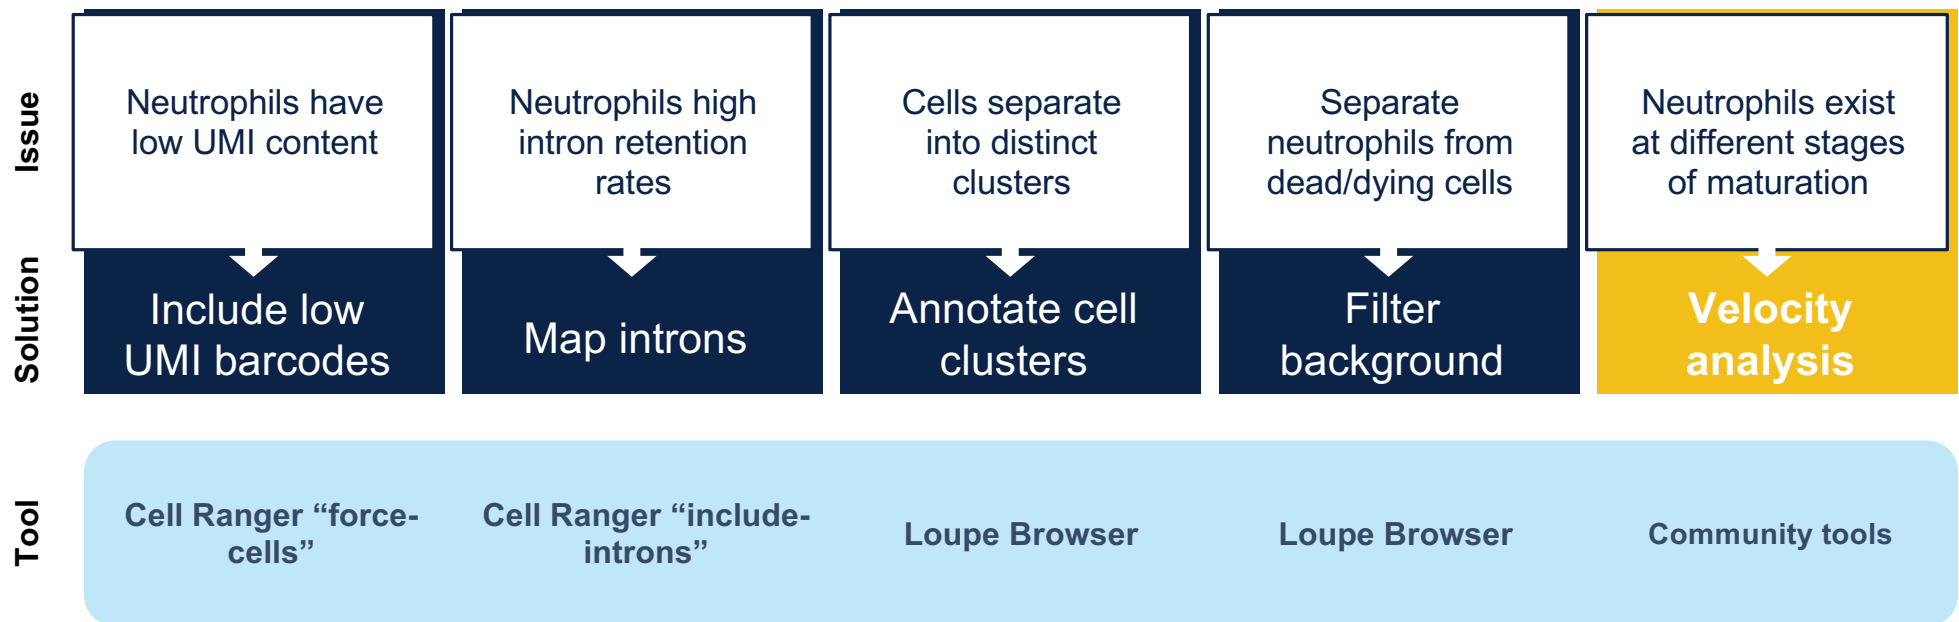 Issue
Neutrophils have
low UMI content
Neutrophils high
intron retention
rates
Cells separate
into distinct
clusters
Separate
neutrophils from
dead/dying cells
Neutrophils exist
at different stages
of maturation
Solution
Include low
UMI barcodes
Map introns
Annotate cell
clusters
Filter
background
Velocity
analysis
Tool
Cell Ranger “force-
cells”
Cell Ranger “include-
introns”
Loupe Browser
Loupe Browser
Community tools